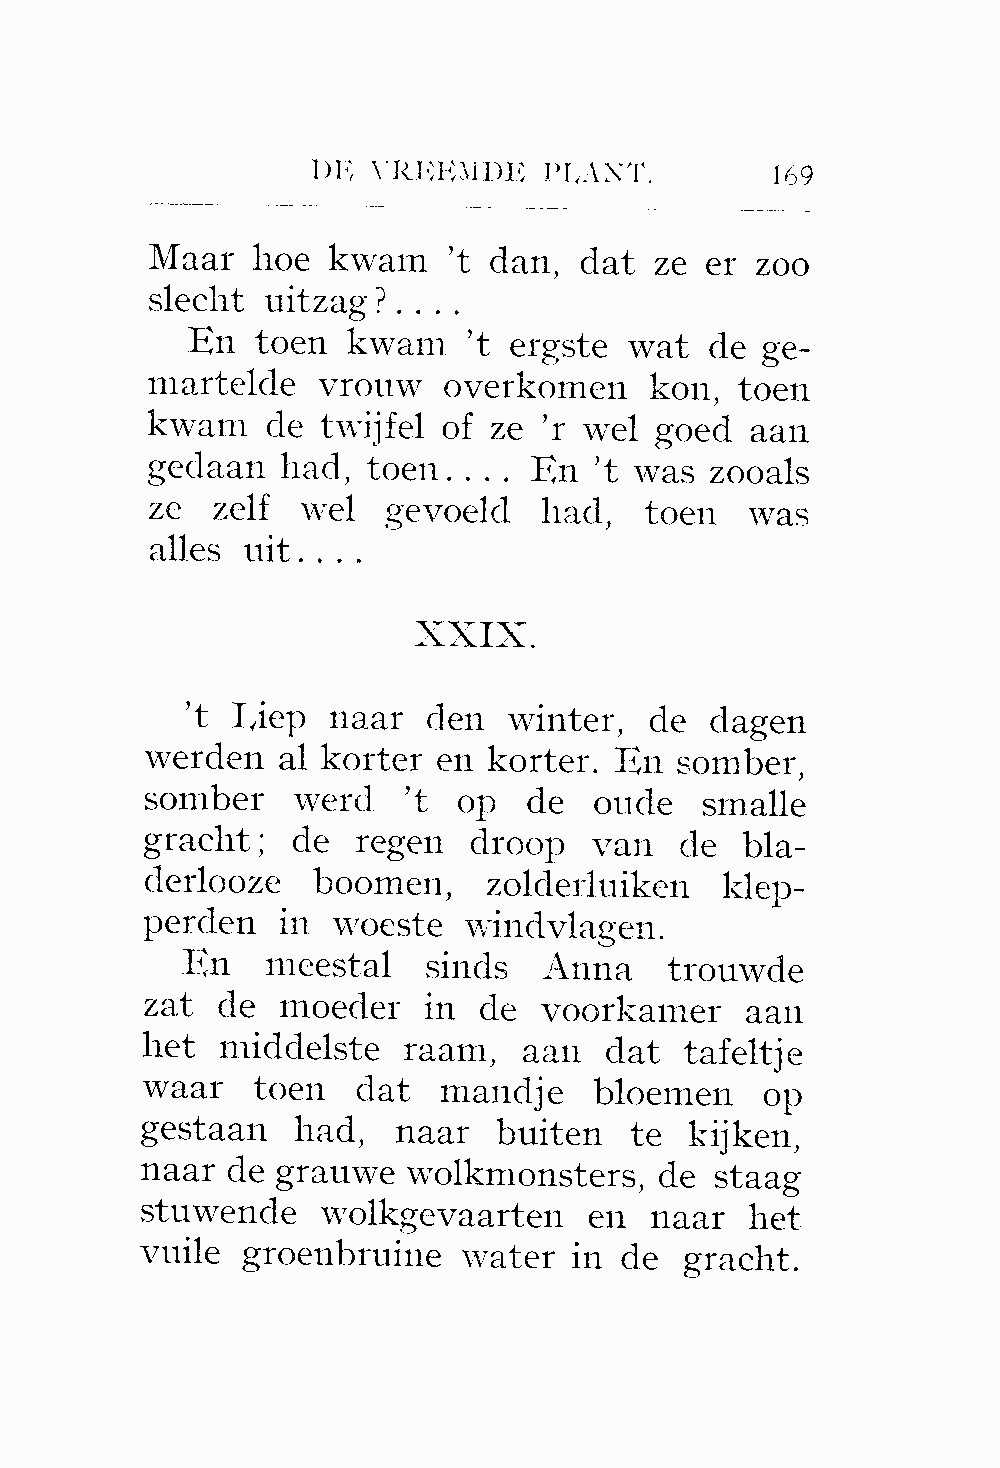 DE VREEMDE PLANT. 169
Maar hoe kwam 't dan, dat ze er zoo
slecht uitzag?....
En toen kwam 't ergste wat de ge-
martelde vrouw overkomen kon, toen
kwam de twijfel of ze 'r wel goed aan
gedaan had, toen.... En 't was zooals
ze zelf wel gevoeld had, toen was
alles uit....
XXIX.
't Liep naar den winter, de dagen
werden al korter en korter. En somber,
somber werd 't op de oude smalle
gracht; de regen droop van de bla-
derlooze boomen, zolderluiken klep-
perden in woeste windvlagen.
En meestal sinds Anna trouwde
zat de moeder in de voorkamer aan
het middelste raam, aan dat tafeltje
waar toen dat mandje bloemen op
gestaan had, naar buiten te kijken,
naar de grauwe wolkmonsters, de staag
stuwende wolkgevaarten en naar het
vuile groenbruine water in de gracht.